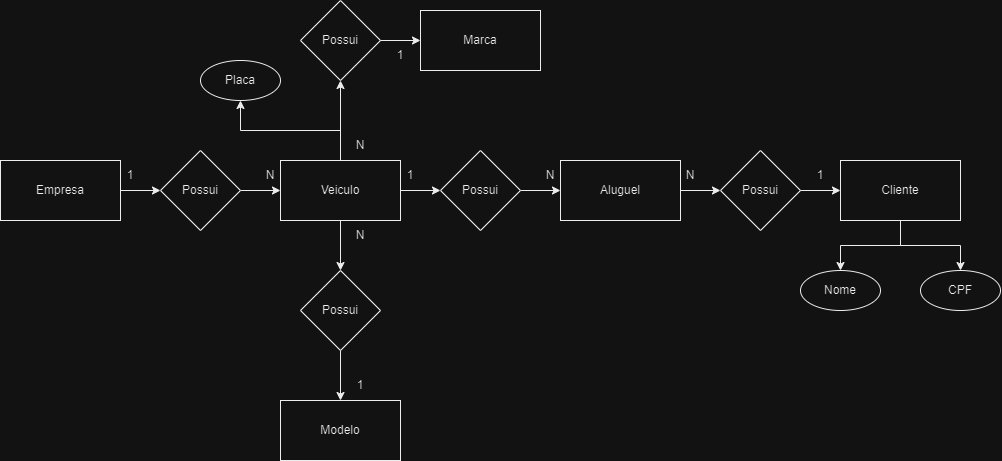 Possui
1
Marca
Placa
N
Empresa
1
Possui
N
Veiculo
1
Possui
N
Aluguel
N
Possui
1
Cliente
N
Possui
Nome
CPF
1
Modelo